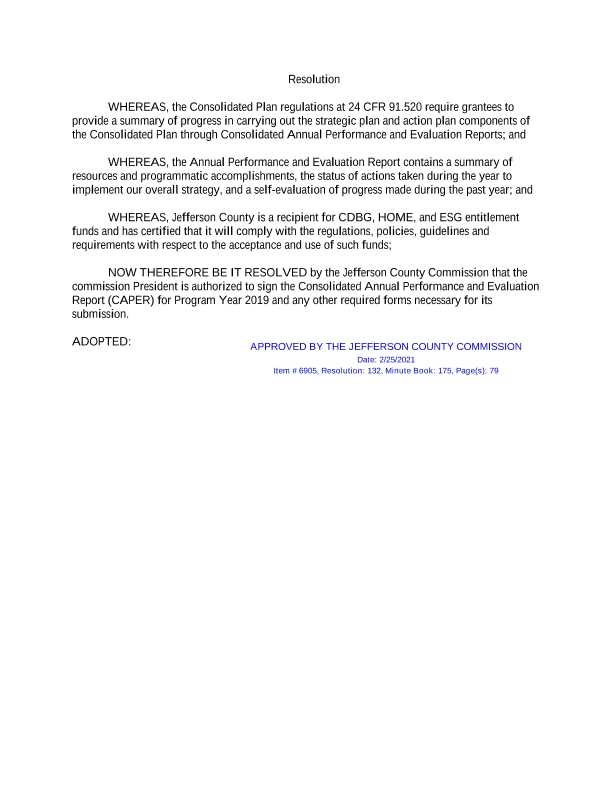 Resolution
WHEREAS, the Consolidated Plan regulations at 24 CFR 91.520 require grantees to
provide a summary of progress in carrying out the strategic plan and action plan components of
the Consolidated Plan through Consolidated Annual Performance and Evaluation Reports; and
WHEREAS, the Annual Performance and Evaluation Report contains a summary of
resources and programmatic accomplishments, the status of actions taken during the year to
implement our overall strategy, and a self-evaluation of progress made during the past year; and
WHEREAS, Jefferson County is a recipient for CDBG, HOME, and ESG entitlement
funds and has certified that it will comply with the regulations, policies, guidelines and
requirements with respect to the acceptance and use of such funds;
NOW THEREFORE BE IT RESOLVED by the Jefferson County Commission that the
commission President is authorized to sign the Consolidated Annual Performance and Evaluation
Report (CAPER) for Program Year 2019 and any other required forms necessary for its
submission.
ADOPTED:
APPROVED BY THE JEFFERSON COUNTY COMMISSION
Date: 2/25/2021
Item # 6905, Resolution: 132, Minute Book: 175, Page(s): 79